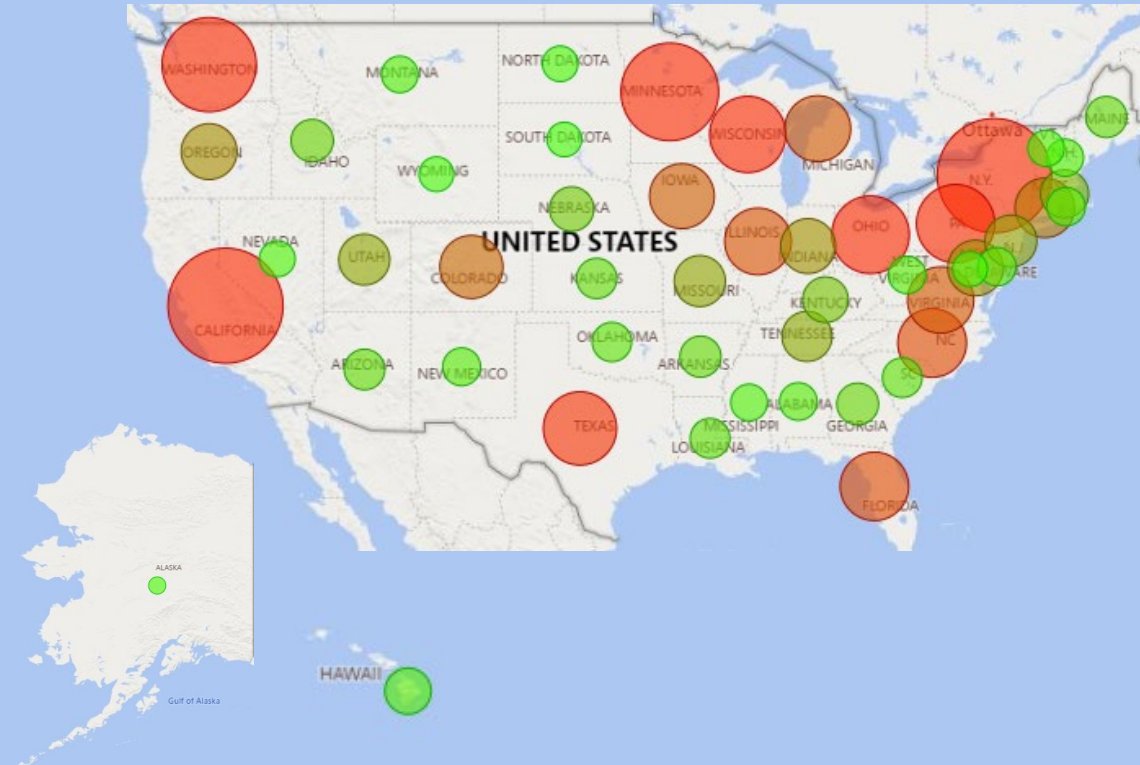 WASHINGTON
MONTANA
NORTH DAKOTA
MINNESOTA
Ottawa
MAINE
OREGON
IDAHO
SOUTH DAKOTA
WISCONSIN
MICHIGAN
VT.
N.H.
WYOMING
IOWA
N.Y.
NEBRASKA
NEVADA
UNITED STATES
ILLINOIS
OHIO
PA.
UTAH
COLORADO
KANSAS
INDIANA
N.J.
MISSOURI
WEST
VIRGINIA
KENTUCKY
VIRGINIA
CALIFORNIA
OKLAHOMA
TENNESSEE
NC
ARIZONA
NEW MEXICO
ARKANSAS
SC
TEXAS
MISSISSIPPI
ALABAMA
GEORGIA
LOUISIANA
FLORIDA
ALASKA
HAWAII
Gulf of Alaska